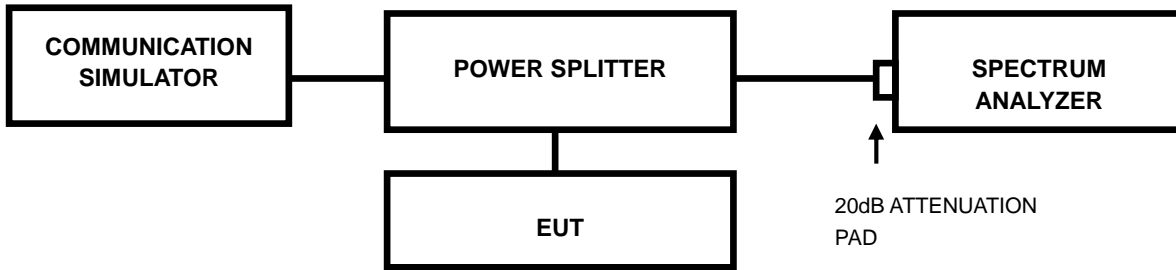 COMMUNICATION
SIMULATOR
POWER SPLITTER
SPECTRUM
ANALYZER
EUT
20dB ATTENUATION
PAD